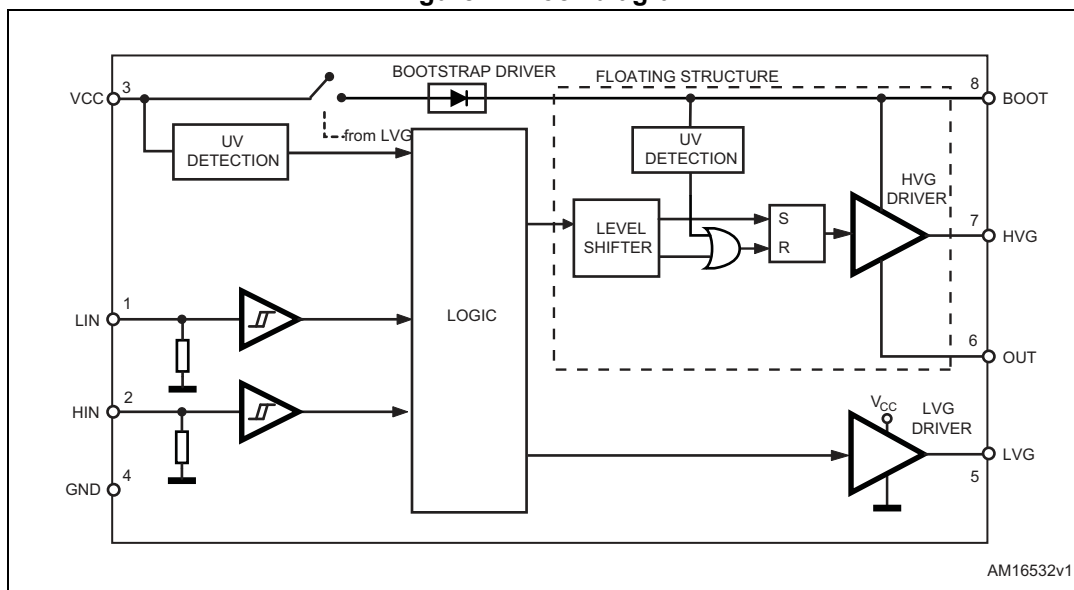 BOOTSTRAP DRIVER
FLOATING STRUCTURE
3
VCC
8
BOOT
from LVG
UV
DETECTION
UV
DETECTION
HVG
DRIVER
7
HVG
LEVEL
SHIFTER
S
R
LOGIC
1
LIN
6
OUT
2
HIN
VCC
LVG
DRIVER
LVG
5
4
GND
AM16532v1